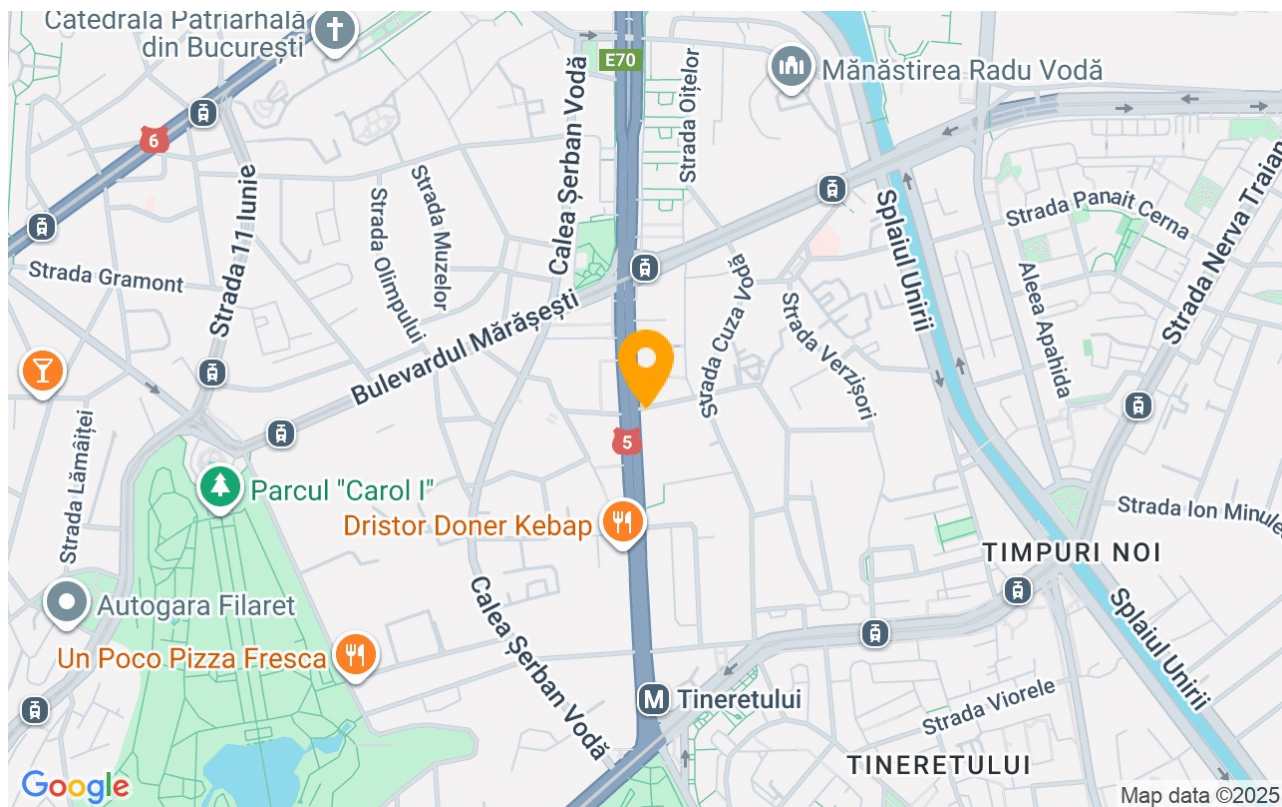 Catedrala Patriarhală
din București
E70
Mănăstirea Radu Vodă
6
Calea Șerban Vodă
Strada Oițelor
Strada 11 Iunie
Strada Muzelor
Strada Olimpului
Strada Gramont
Bulevardul Mărășești
Splaiul Unirii
Strada Panait Cerna
Strada Nerva Traian
Aleea Apahida
Strada Cuza Vodă
Strada Verzișori
5
Strada Lămâiței
Parcul "Carol I"
Dristor Doner Kebap
Strada Ion Minules
TIMPURI NOI
Autogara Filaret
Un Poco Pizza Fresca
Calea Șerban Vodă
Splaiul Unirii
M
Tineretului
Strada Viorele
TINERETULUI
Google
Map data ©2025